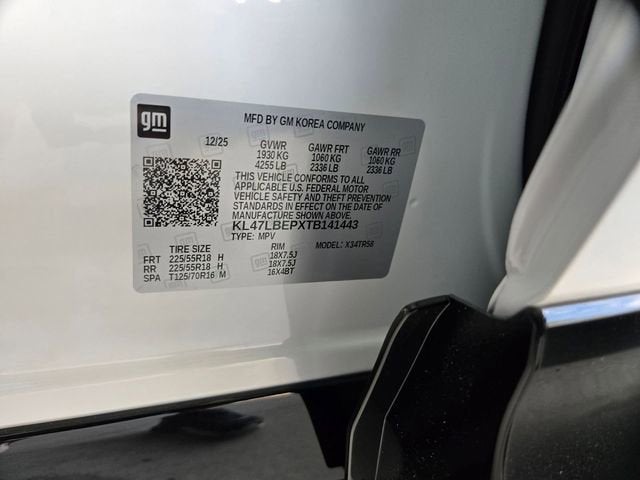 gm
MFD BY GM KOREA COMPANY
12/25 GVWR GAWR FRT GAWR RR
1930 KG 1060 KG 1060 KG
4255 LB 2336 LB 2336 LB
THIS VEHICLE CONFORMS TO ALL
APPLICABLE U.S. FEDERAL MOTOR
VEHICLE SAFETY, BUMPER, AND THEFT PREVENTION
STANDARDS IN EFFECT ON THE DATE OF
MANUFACTURE SHOWN ABOVE.
KL47LBEPXTB141443
TYPE: MPV MODEL: X34TR58
TIRE SIZE RIM
FRT 225/55R18 H 18X7.5J
RR 225/55R18 H 18X7.5J
SPA T125/70R16 M 16X4BT